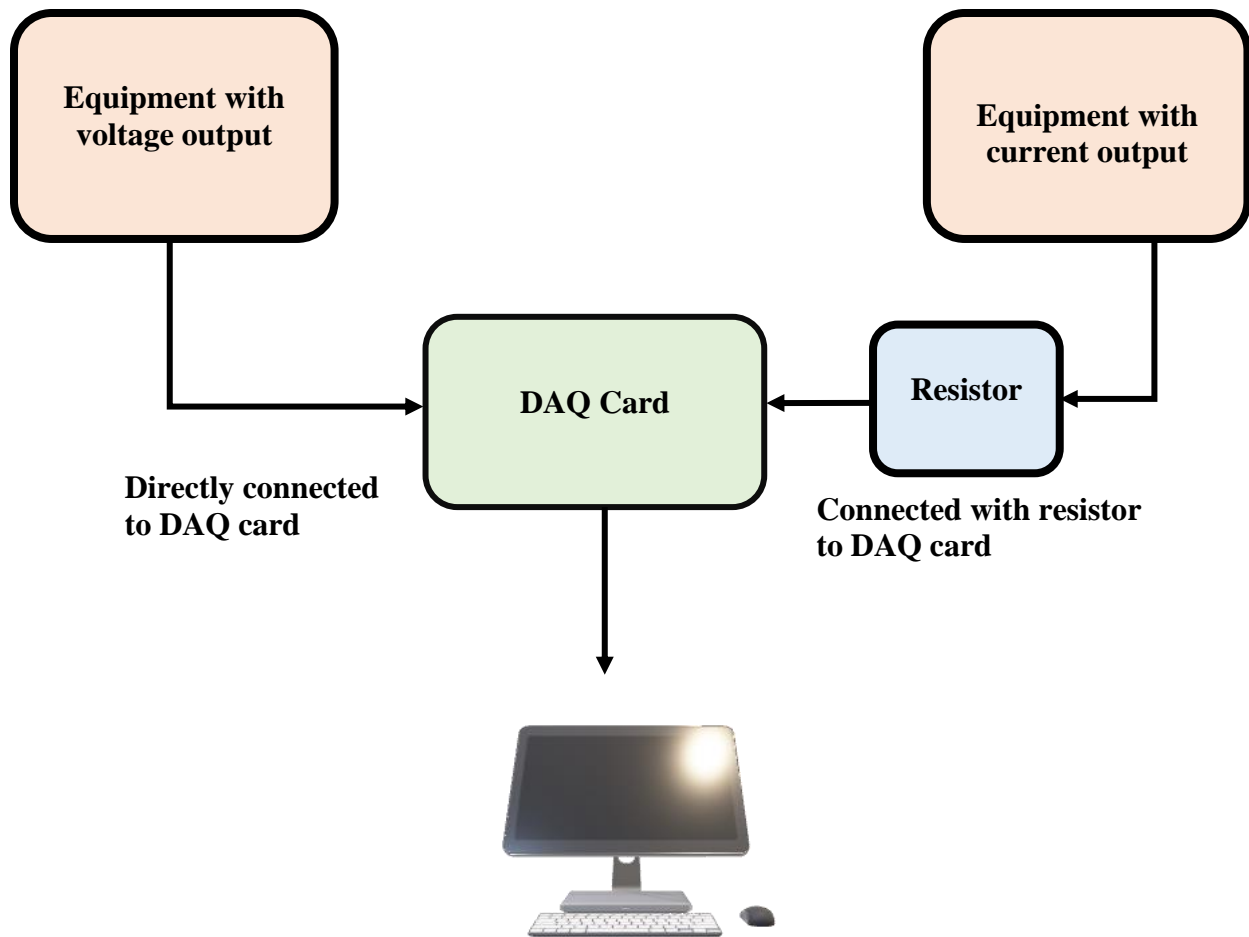 Equipment with
voltage output
Equipment with
current output
DAQ Card
Resistor
Directly connected
to DAQ card
Connected with resistor
to DAQ card